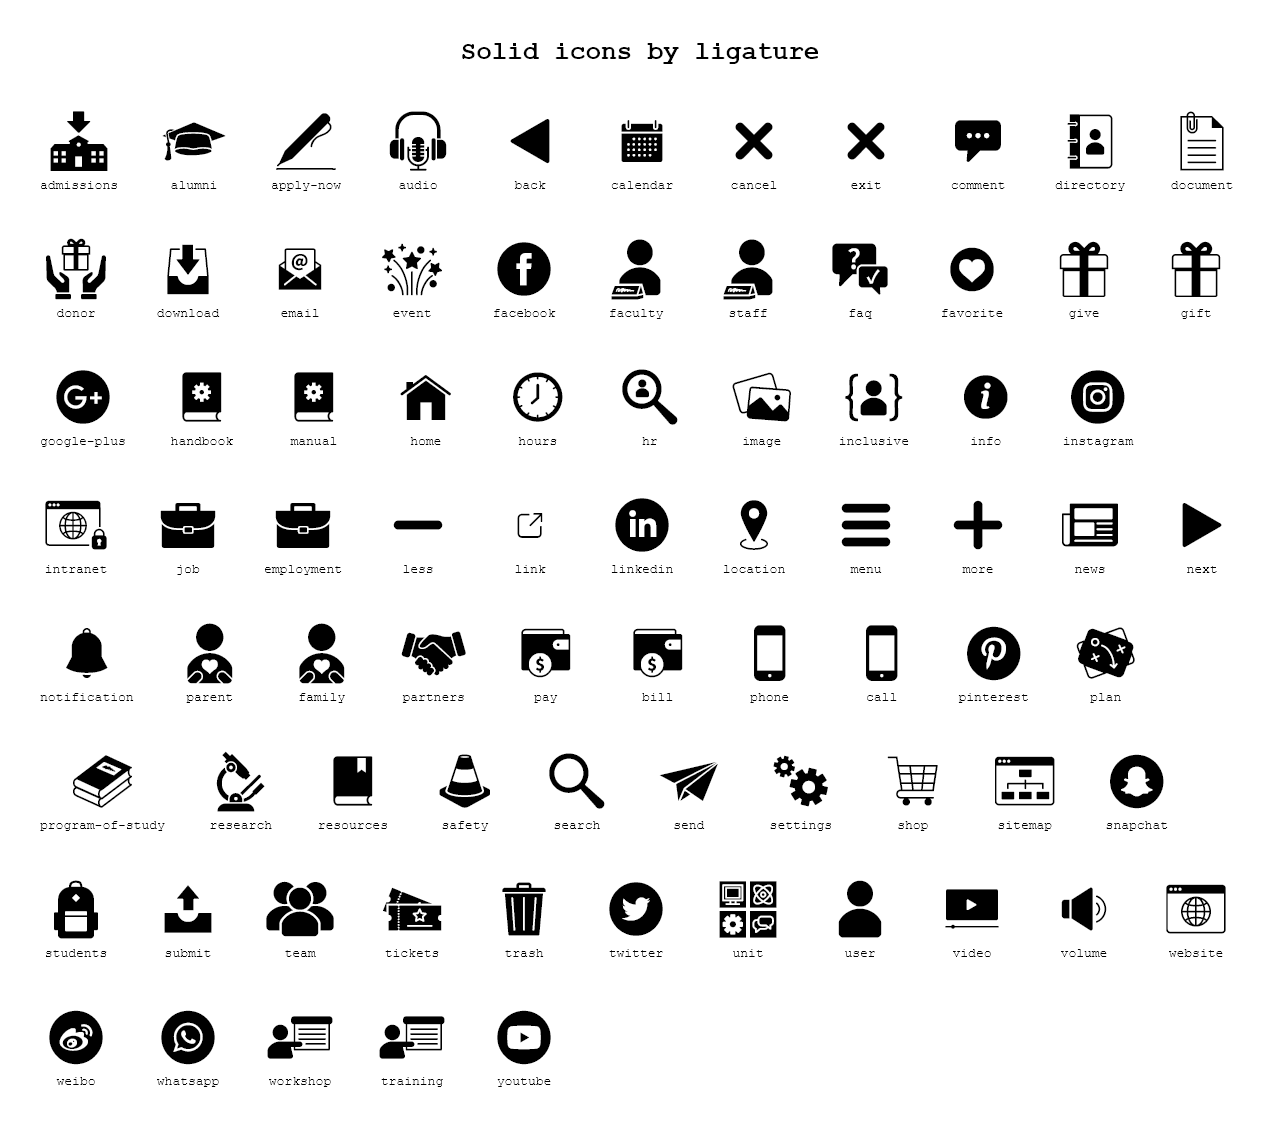 Solid icons by ligature
admissions alumni apply-now audio back calendar cancel exit comment directory document
donor download email event facebook faculty staff faq favorite give gift
google-plus handbook manual home hours hr image inclusive info instagram
intranet job employment less link linkedin location menu more news next
notification parent family partners pay bill phone call pinterest plan
program-of-study research resources safety search send settings shop sitemap snapchat
students submit team tickets trash twitter unit user video volume website
weibo whatsapp workshop training youtube